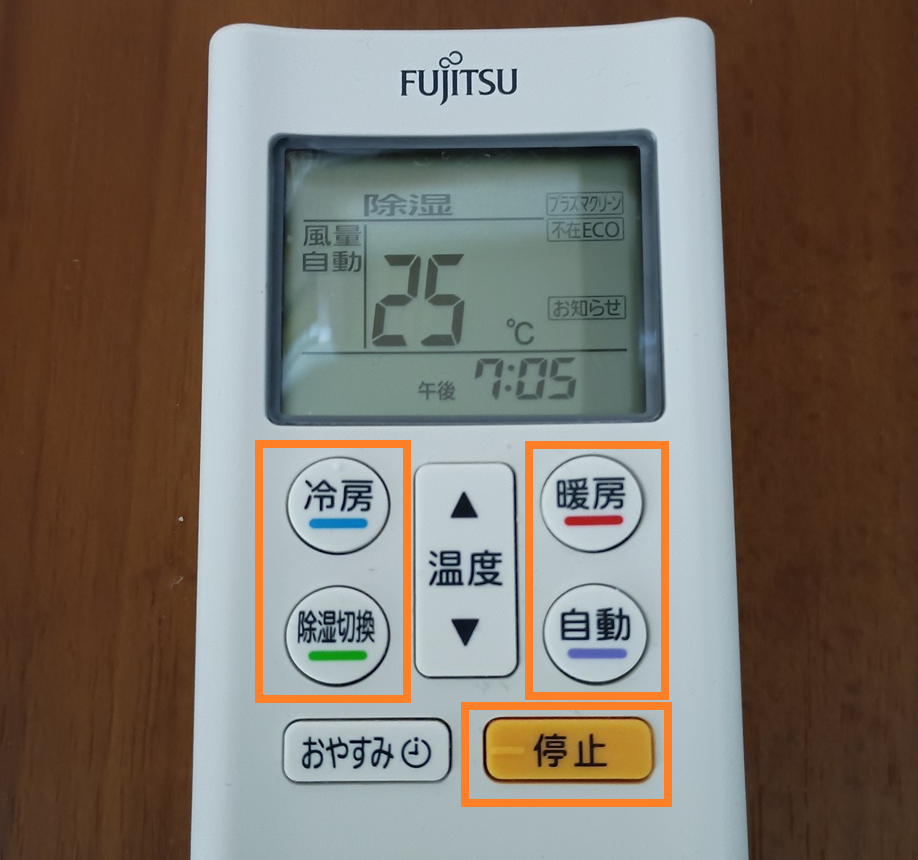 FUJITSU
除湿
プラズマクリーン
風量
不在ECO
自動
25℃
お知らせ
午後 7:05
冷房
暖房
温度
除湿切換
自動
おやすみ
停止